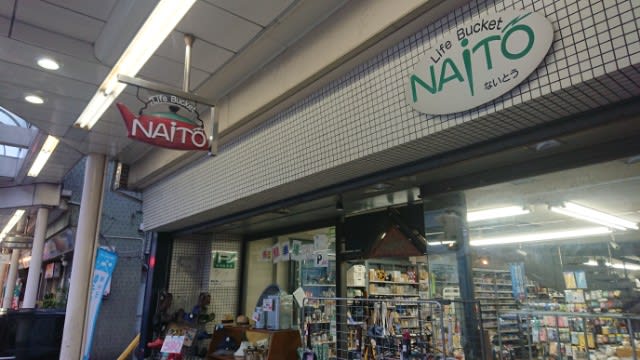 Life Bucket
NAiTO
Life Bucket
NAiTO
ないとう
P